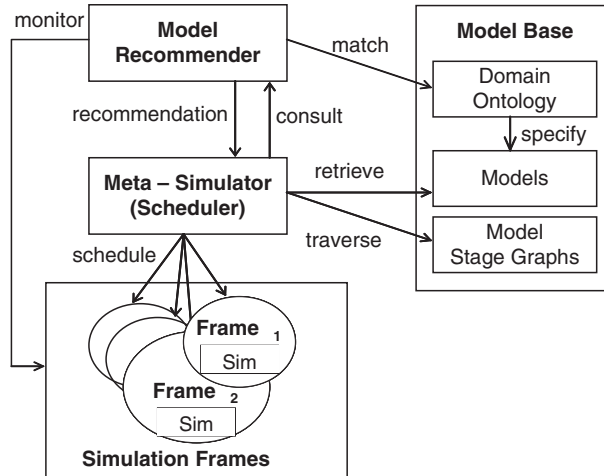 monitor
Model
Recommender
match
Model Base
Domain
Ontology
recommendation
consult
specify
Meta – Simulator
(Scheduler)
retrieve
Models
traverse
Model
Stage Graphs
schedule
Frame 1
Sim
Frame 2
Sim
Simulation Frames